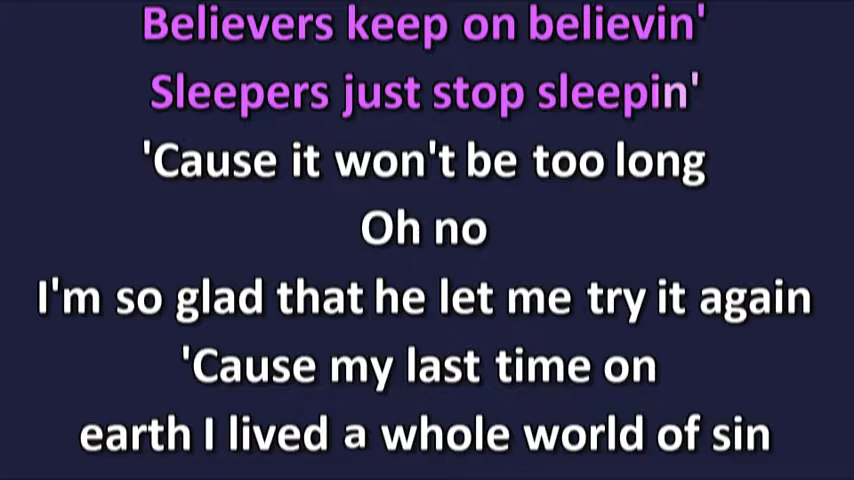 Believers keep on believin'
Sleepers just stop sleepin'
'Cause it won't be too long
Oh no
I'm so glad that he let me try it again
'Cause my last time on
earth I lived a whole world of sin